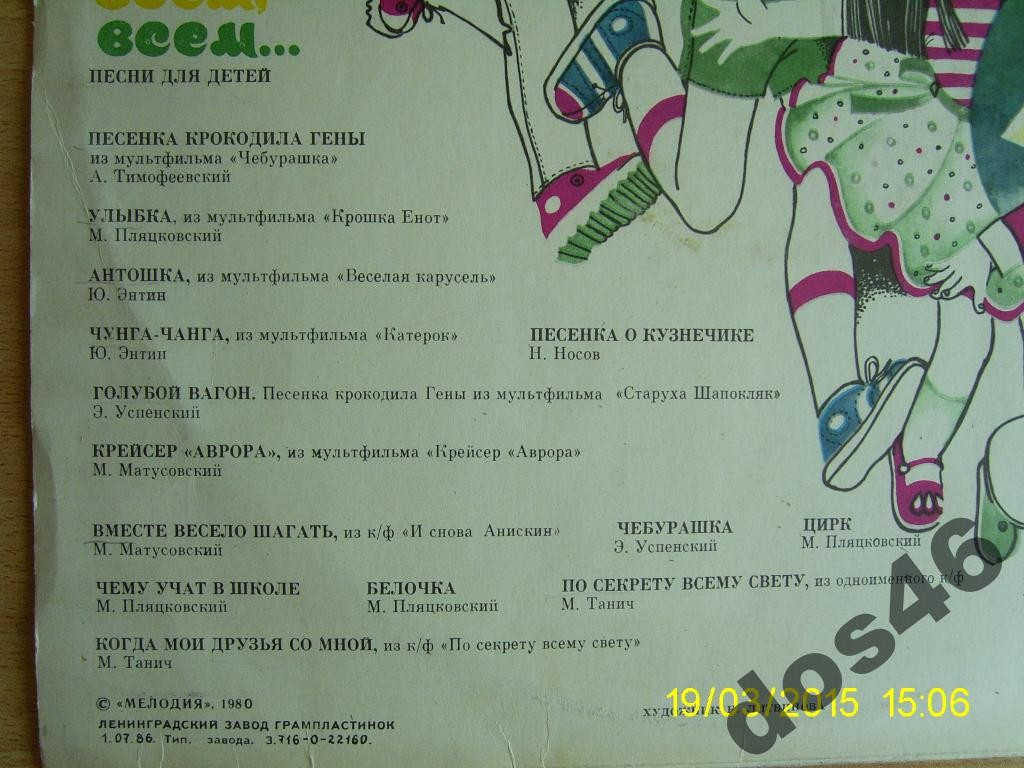 всем...
ПЕСНИ ДЛЯ ДЕТЕЙ
ПЕСЕНКА КРОКОДИЛА ГЕНЫ
из мультфильма «Чебурашка»
А. Тимофеевский
УЛЫБКА, из мультфильма «Крошка Енот»
М. Пляцковский
АНТОШКА, из мультфильма «Веселая карусель»
Ю. Энтин
ЧУНГА-ЧАНГА, из мультфильма «Катерок»
Ю. Энтин
ПЕСЕНКА О КУЗНЕЧИКЕ
Н. Носов
ГОЛУБОЙ ВАГОН. Песенка крокодила Гены из мультфильма «Старуха Шапокляк»
Э. Успенский
КРЕЙСЕР «АВРОРА», из мультфильма «Крейсер «Аврора»
М. Матусовский
ВМЕСТЕ ВЕСЕЛО ШАГАТЬ, из к/ф «И снова Анискин»
М. Матусовский
ЧЕБУРАШКА
Э. Успенский
ЦИРК
М. Пляцковский
ЧЕМУ УЧАТ В ШКОЛЕ
М. Пляцковский
БЕЛОЧКА
М. Пляцковский
ПО СЕКРЕТУ ВСЕМУ СВЕТУ, из одноименного к/ф
М. Танич
КОГДА МОИ ДРУЗЬЯ СО МНОЙ, из к/ф «По секрету всему свету»
М. Танич
© «МЕЛОДИЯ», 1980
ЛЕНИНГРАДСКИЙ ЗАВОД ГРАМПЛАСТИНОК
1.07.86. Тип. завода. З.716-О-22160.
ХУДОЖНИК
19/03/2015 15:06
dos46